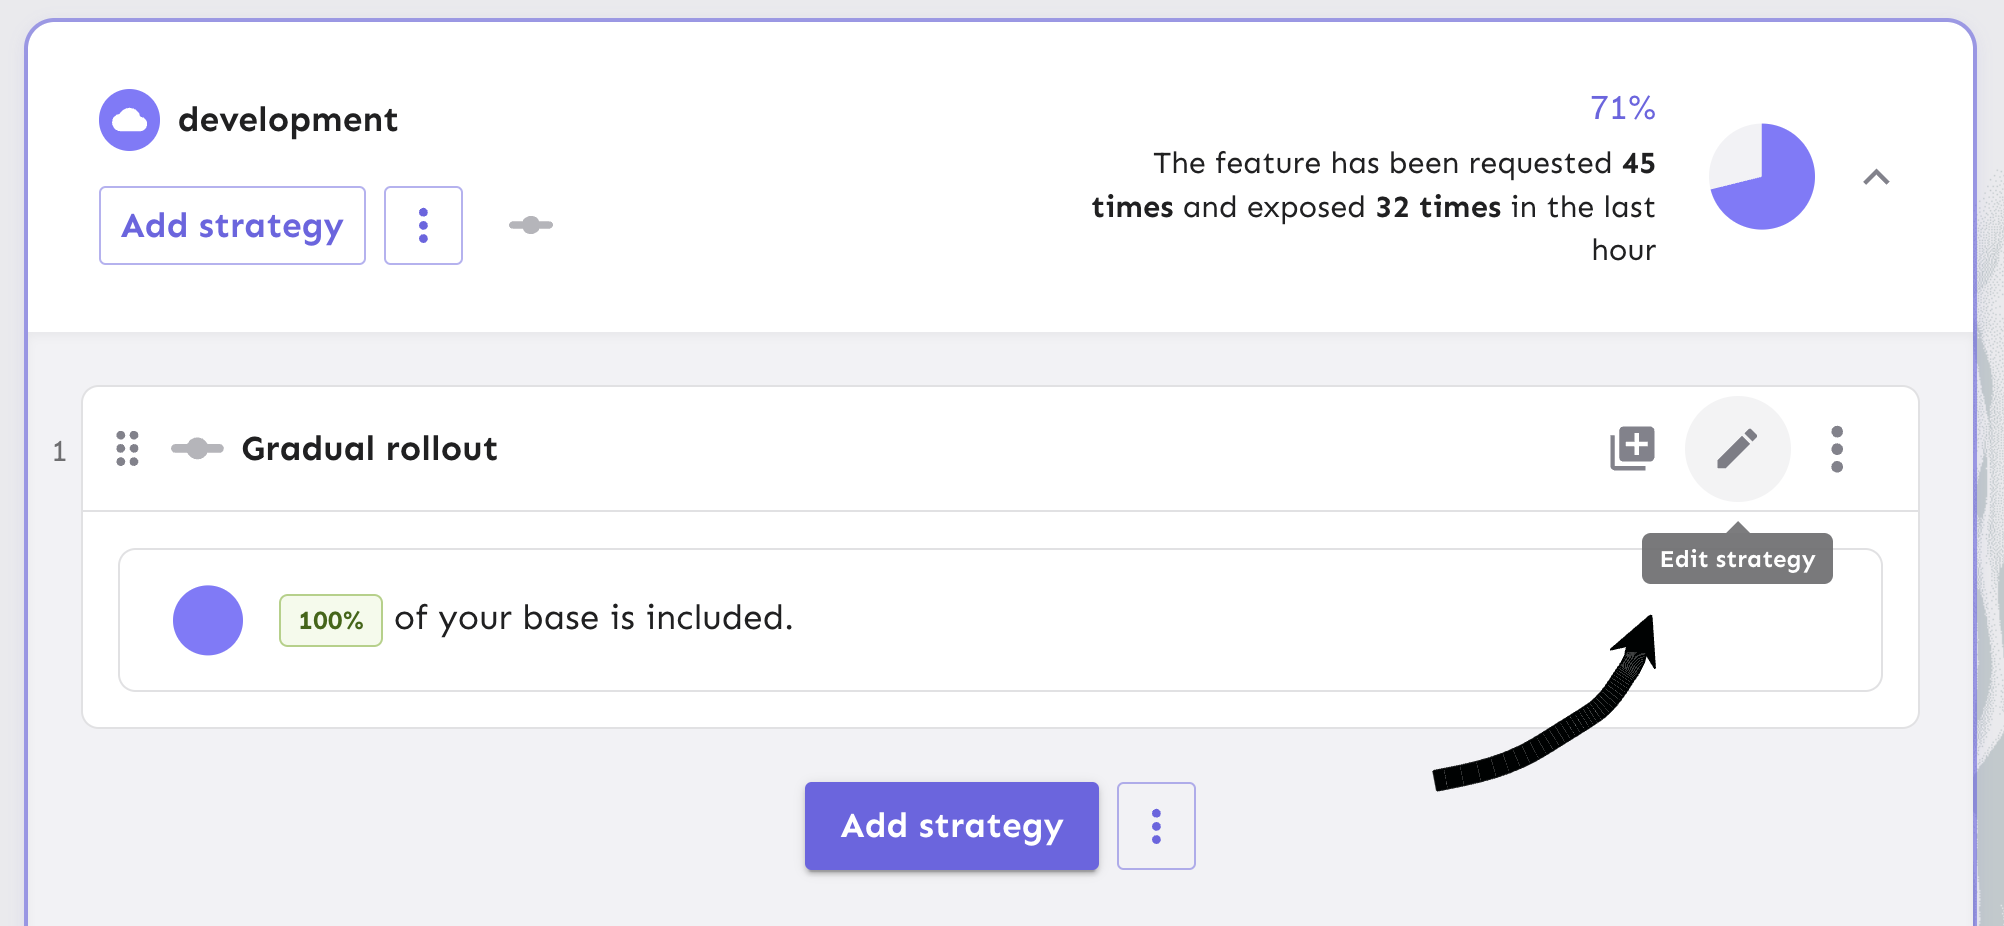 development
Add strategy
71%
The feature has been requested 45
times and exposed 32 times in the last
hour
1
Gradual rollout
Edit strategy
100% of your base is included.
Add strategy